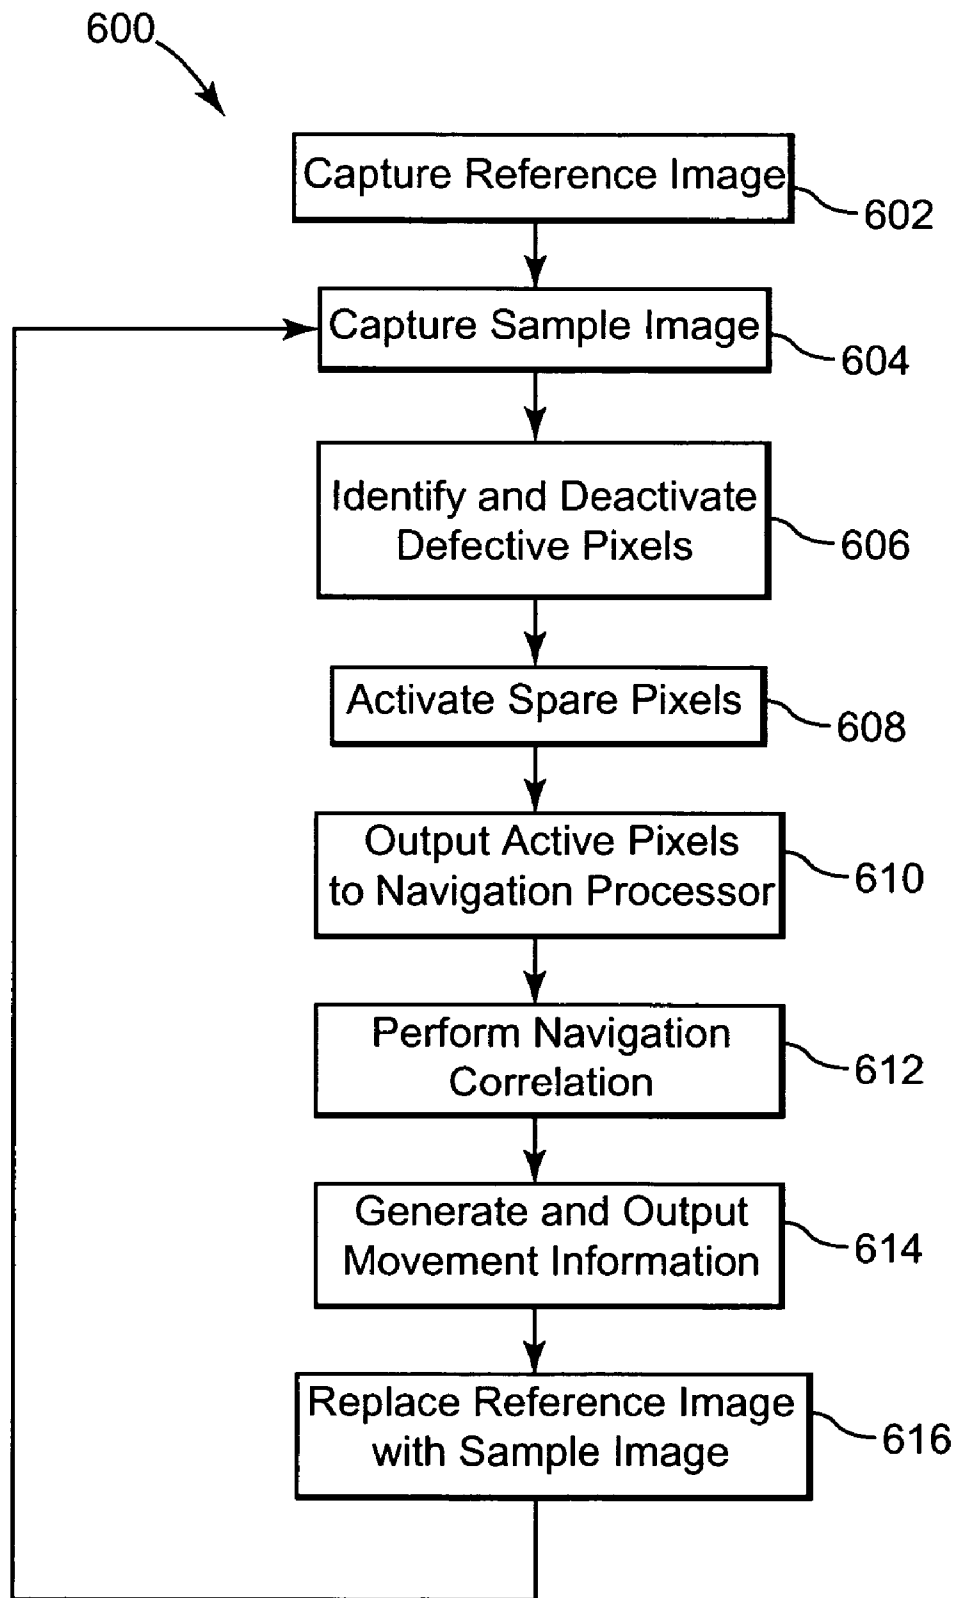 600
Capture Reference Image
602
Capture Sample Image
604
Identify and Deactivate
Defective Pixels
606
Activate Spare Pixels
608
Output Active Pixels
to Navigation Processor
610
Perform Navigation
Correlation
612
Generate and Output
Movement Information
614
Replace Reference Image
with Sample Image
616